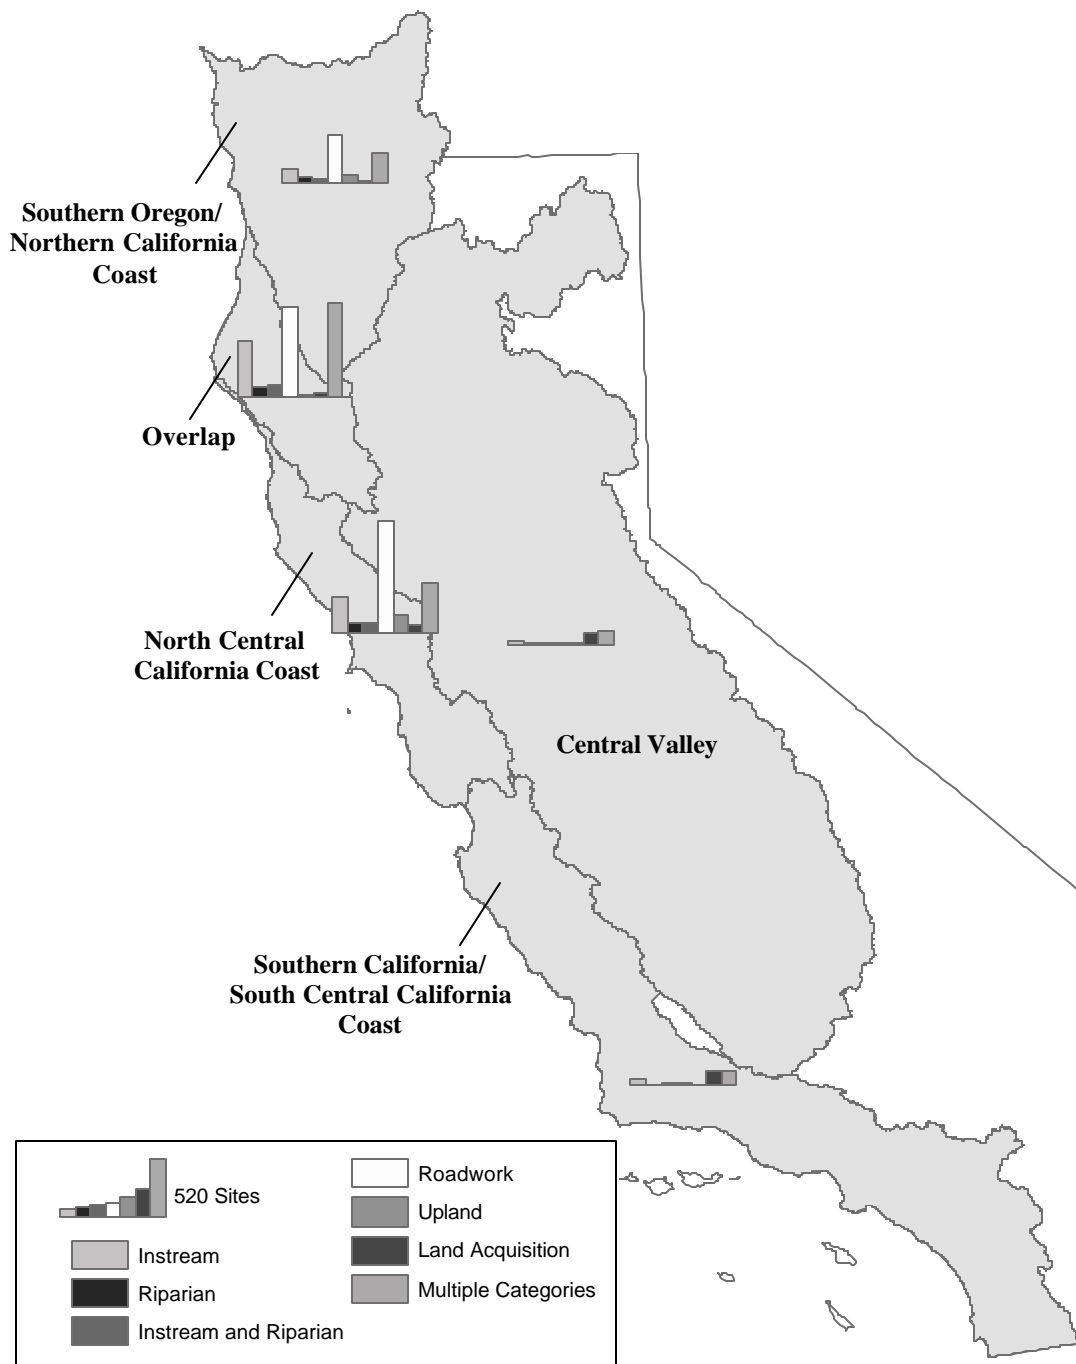 Southern Oregon/
Northern California
Coast
Overlap
North Central
California Coast
Central Valley
Southern California/
South Central California
Coast
520 Sites
Instream
Riparian
Instream and Riparian
Roadwork
Upland
Land Acquisition
Multiple Categories